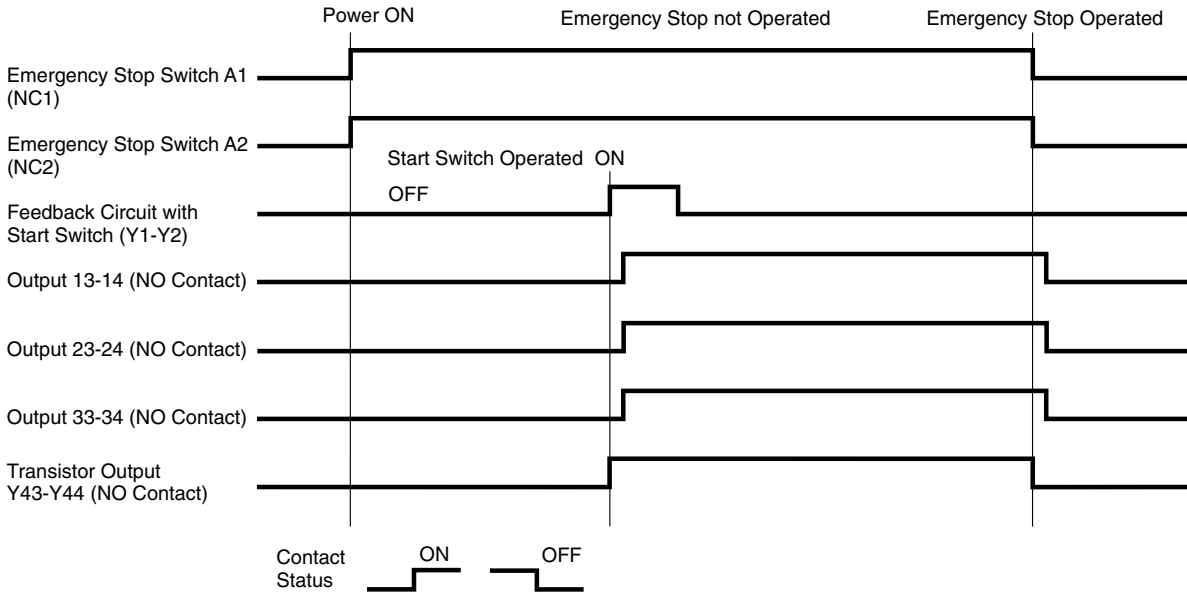 Power ON
Emergency Stop not Operated
Emergency Stop Operated
Emergency Stop Switch A1
(NC1)
Emergency Stop Switch A2
(NC2)
Start Switch Operated ON
OFF
Feedback Circuit with
Start Switch (Y1-Y2)
Output 13-14 (NO Contact)
Output 23-24 (NO Contact)
Output 33-34 (NO Contact)
Transistor Output
Y43-Y44 (NO Contact)
Contact
Status
ON
OFF